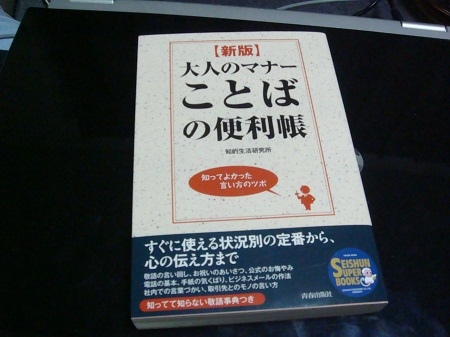 【新版】
大人のマナー
ことば
の便利帳
知的生活研究所
知ってよかった
言い方のツボ
すぐに使える状況別の定番から、
心の伝え方まで
敬語の言い回し、お祝いのあいさつ、公式のお悔やみ
電話の基本、手紙の気くばり、ビジネスメールの作法
社内での言葉づかい、取引先とのモノの言い方
知ってて知らない敬語事典つき
SEISHUN
SUPER
BOOKS
青春出版社